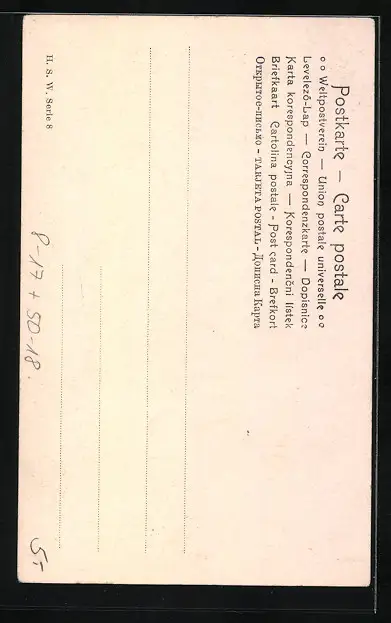 Postkarte — Carte postale
o o Weltpostverein — Union postale universelle o o
Levelező-Lap — Correspondenzkarte — Dopisnice
Karta korespondencyjna — Korespondenční lístek
Briefkaart - Cartolina postale - Post card - Brefkort
Открытое-письмо - TARJETA POSTAL - Дописна Карта
H. S. W. Serie 8
8-17 + 50-18.
5,-